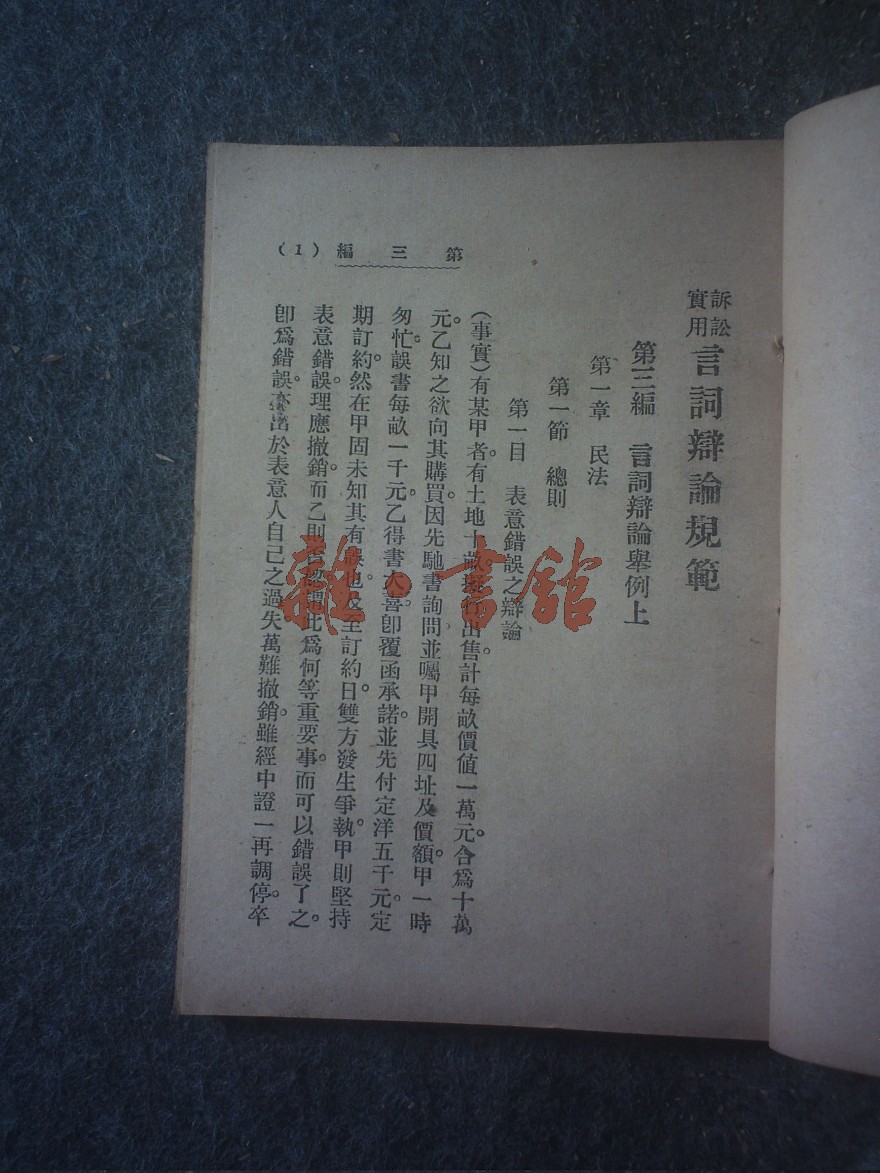 訴訟實用言詞辯論規範
第三編　言詞辯論舉例上
第一章　民法
第一節　總則
第一目　表意錯誤之辯論
(事實)有某甲者。有土地十畝。出售。計每畝價值一萬元。合爲十萬
元。乙知之欲向其購買。因先馳書詢問並囑甲開具四址及價額。甲一時
匆忙。誤書每畝一千元。乙得書大喜。卽覆函承諾。並先付定洋五千元。定
期訂約。然在甲固未知其有誤也。及至訂約日。雙方發生爭執。甲則堅持
表意錯誤。理應撤銷。而乙則否認。謂此爲何等重要事。而可以錯誤了之。
卽爲錯誤。亦出於表意人自己之過失。萬難撤銷。雖經中證一再調停。卒
第三編　(1)
雜·書館